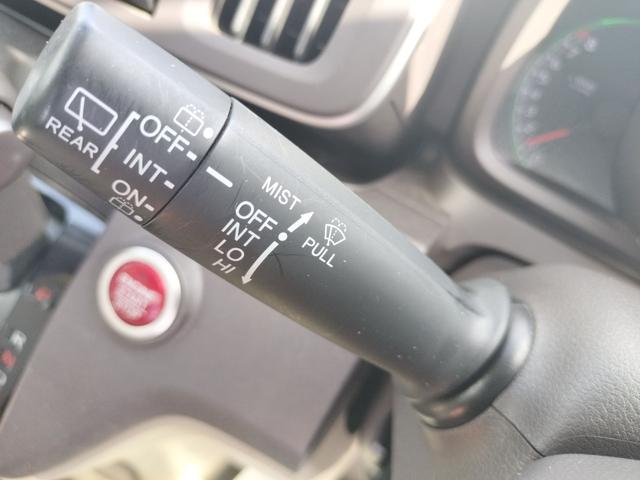 REAR
OFF
INT
ON
MIST
OFF
INT
LO
HI
PULL